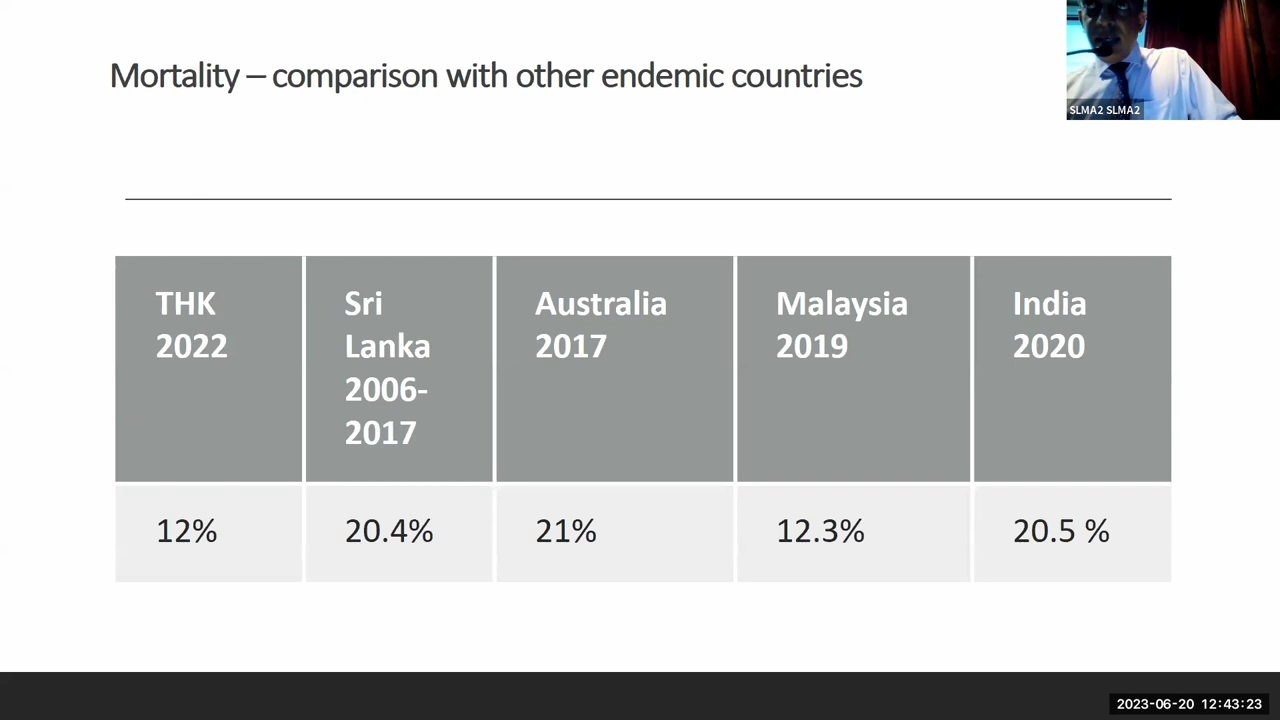 Mortality – comparison with other endemic countries
SLMA2 SLMA2
THK
2022
Sri
Lanka
2006-
2017
Australia
2017
Malaysia
2019
India
2020
12%
20.4%
21%
12.3%
20.5 %
2023-06-20 12:43:23